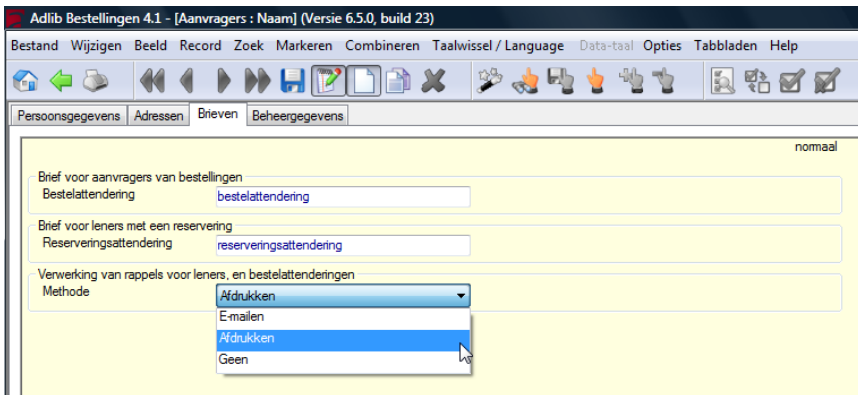 Adlib Bestellingen 4.1 - [Aanvragers : Naam] (Versie 6.5.0, build 23)
Bestand Wijzigen Beeld Record Zoek Markeren Combineren Taalwissel / Language Data-taal Opties Tabbladen Help
Persoonsgegevens Adressen Brieven Beheergegevens
normaal
Brief voor aanvragers van bestellingen
Bestelattendering bestelattendering
Brief voor leners met een reservering
Reserveringsattendering reserveringsattendering
Verwerking van rappels voor leners, en bestelattenderingen
Methode Afdrukken
E-mailen
Afdrukken
Geen